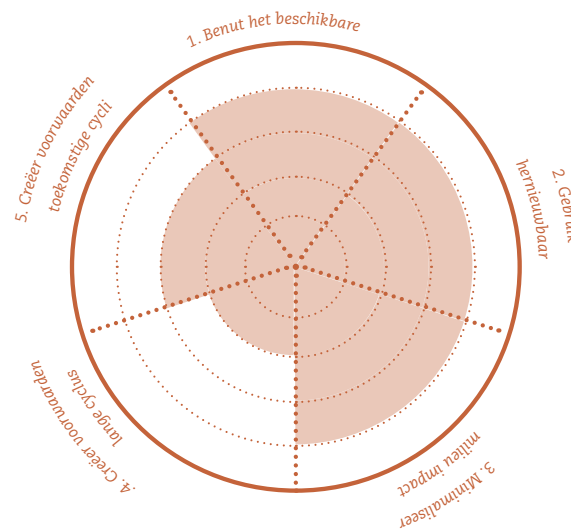 1. Benut het beschikbare
2. Gebruik
hernieuwbaar
3. Minimaliseer
milieu impact
4. Creëer voorwaarden
lange cyclus
5. Creëer voorwaarden
toekomstige cycli